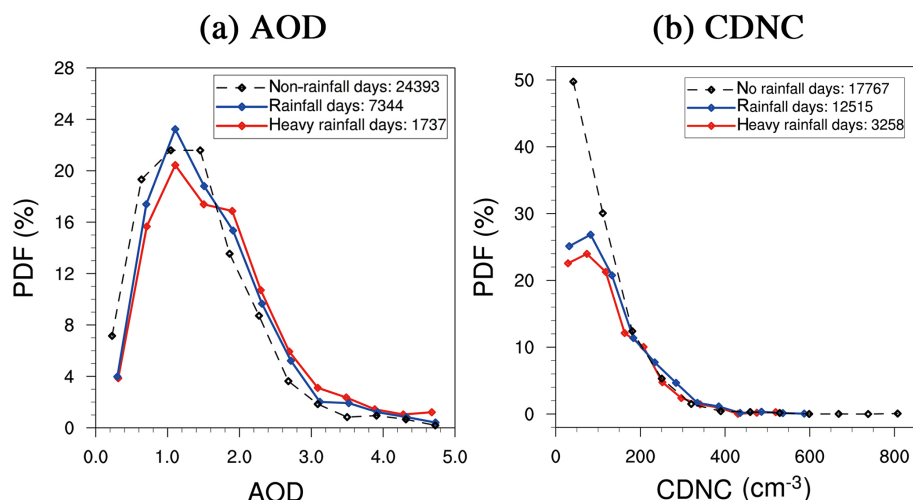 (a) AOD
28
24
20
16
12
8
4
0
PDF (%)
Non-rainfall days: 24393
Rainfall days: 7344
Heavy rainfall days: 1737
0.0 1.0 2.0 3.0 4.0 5.0
AOD
(b) CDNC
50
40
30
20
10
0
PDF (%)
No rainfall days: 17767
Rainfall days: 12515
Heavy rainfall days: 3258
0 200 400 600 800
CDNC (cm-3)